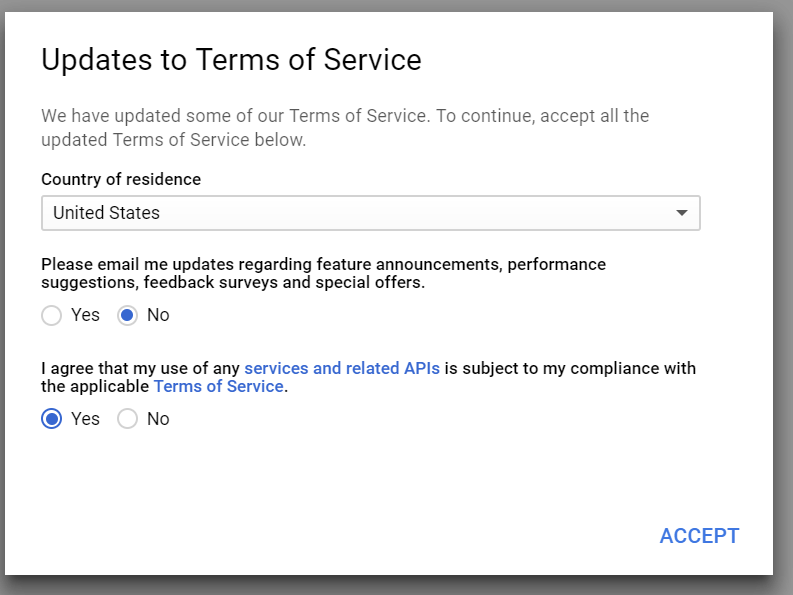 Updates to Terms of Service
We have updated some of our Terms of Service. To continue, accept all the
updated Terms of Service below.
Country of residence
United States
Please email me updates regarding feature announcements, performance
suggestions, feedback surveys and special offers.
Yes No
I agree that my use of any services and related APIs is subject to my compliance with
the applicable Terms of Service.
Yes No
ACCEPT